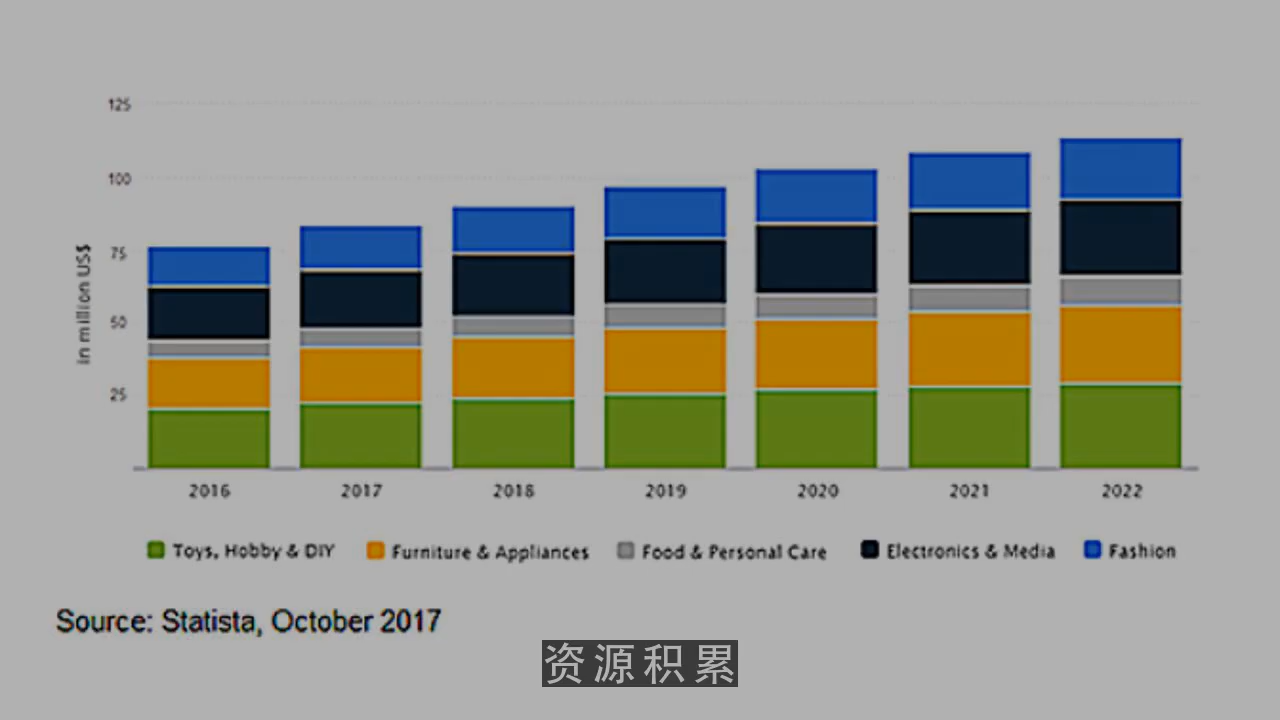 125
100
75
50
25
in million US$
2016 2017 2018 2019 2020 2021 2022
Toys, Hobby & DIY Furniture & Appliances Food & Personal Care Electronics & Media Fashion
Source: Statista, October 2017
资源积累